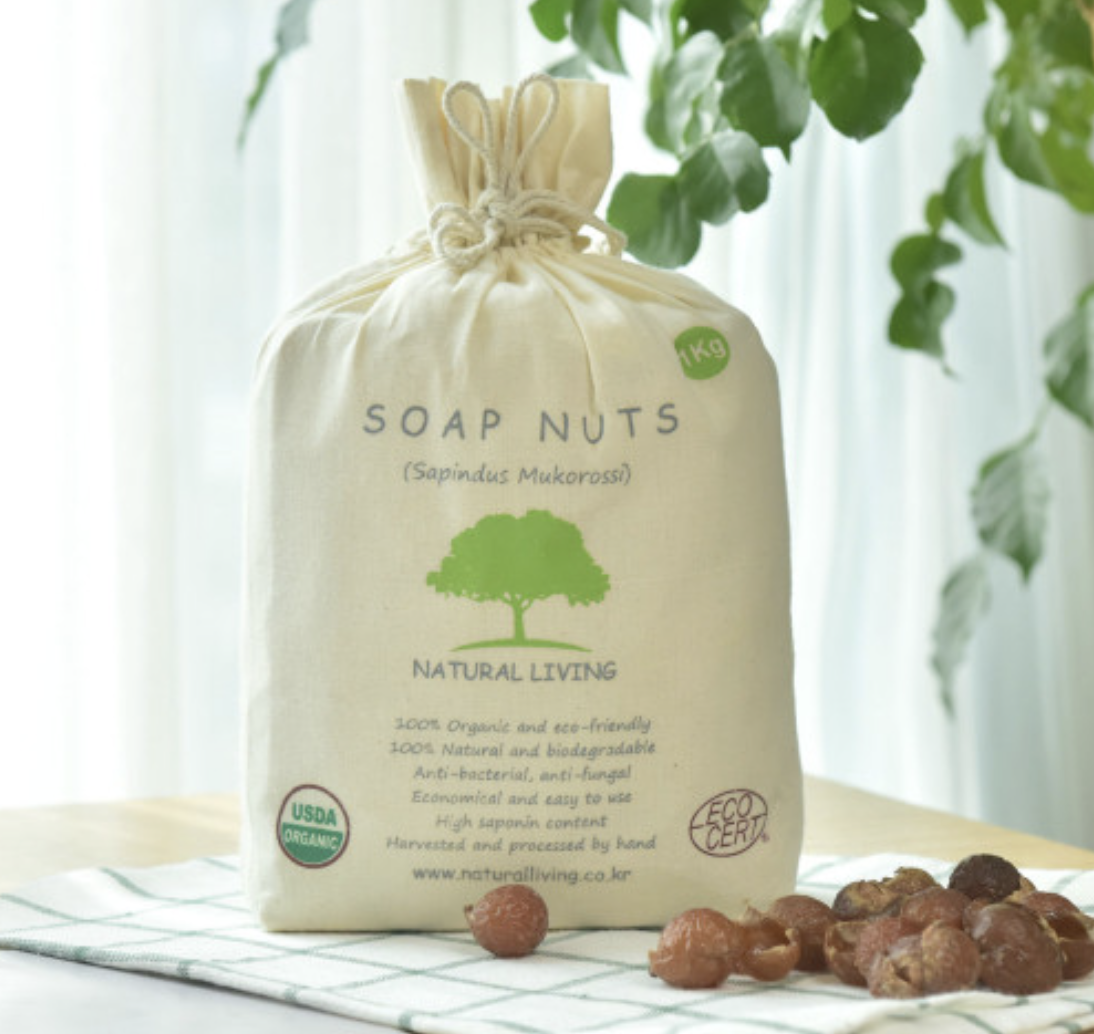 1Kg
SOAP NUTS
(Sapindus Mukorossi)
NATURAL LIVING
100% Organic and eco-friendly
100% Natural and biodegradable
Anti-bacterial, anti-fungal
Economical and easy to use
High saponin content
Harvested and processed by hand
www.naturalliving.co.kr
USDA
ORGANIC
ECO
CERT®